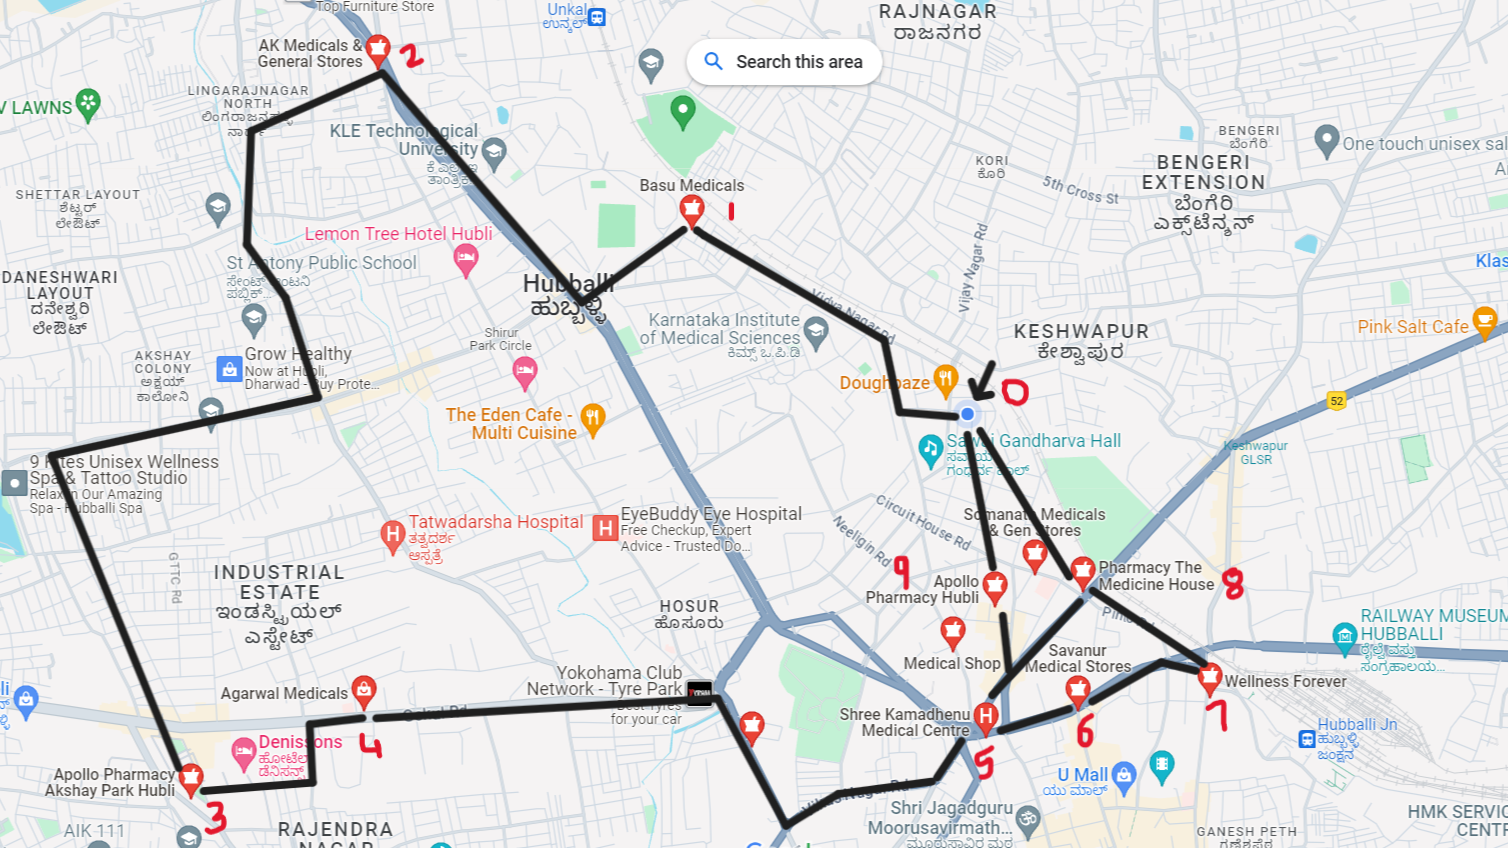 Top Furniture Store
Unkal
ಉನ್ಕಲ್
RAJNAGAR
ರಾಜನಗರ
AK Medicals &
General Stores
2
Search this area
LINGARAJNAGAR
NORTH
V LAWNS
KLE Technological
University
BENGERI
ಬೆಂಗೇರಿ
One touch unisex sal
KORI
ಕೊರಿ
BENGERI
EXTENSION
ಬೆಂಗೆರಿ
ಎಕ್ಸ್‌ಟೆನ್ಶನ್
5th Cross St
Basu Medicals
1
SHETTAR LAYOUT
ಶೆಟ್ಟರ್
ಲೇಔಟ್
Lemon Tree Hotel Hubli
Vijay Nagar Rd
St Antony Public School
DANESHWARI
LAYOUT
ದನೇಶ್ವರಿ
ಲೇಔಟ್
Hubballi
ಹುಬ್ಬಳ್ಳಿ
Klas
Vidya Nagar Rd
Karnataka Institute
of Medical Sciences
ಕಿಮ್ಸ್ ಒ.ಪಿ.ಡಿ
KESHWAPUR
ಕೇಶ್ವಾಪುರ
Pink Salt Cafe
Shirur
Park Circle
AKSHAY
COLONY
ಅಕ್ಷಯ್
ಕಾಲೋನಿ
Grow Healthy
Now at Hubli,
Dharwad - Buy Prote...
Doughbaze
0
52
The Eden Cafe -
Multi Cuisine
Sawai Gandharva Hall
Keshwapur
GLSR
9 Kites Unisex Wellness
Spa & Tattoo Studio
Relax in Our Amazing
Spa - Hubballi Spa
Tatwadarsha Hospital
ತತ್ವದರ್ಶ
ಆಸ್ಪತ್ರೆ
EyeBuddy Eye Hospital
Free Checkup, Expert
Advice - Trusted Do...
Circuit House Rd
Neeligin Rd
Somanath Medicals
& Gen Stores
GTTC Rd
INDUSTRIAL
ESTATE
ಇಂಡಸ್ಟ್ರಿಯಲ್
ಎಸ್ಟೇಟ್
9
Apollo
Pharmacy Hubli
Pharmacy The
Medicine House
8
HOSUR
ಹೊಸೂರು
RAILWAY MUSEUM
HUBBALLI
ರೈಲ್ವೆ ವಸ್ತು
ಸಂಗ್ರಹಾಲಯ...
Medical Shop
Savanur
Medical Stores
Yokohama Club
Network - Tyre Park
Best Tyres
for your car
Agarwal Medicals
Wellness Forever
Gokul Rd
4
Shree Kamadhenu
Medical Centre
5
6
7
Hubballi Jn
ಹುಬ್ಬಳ್ಳಿ
ಜಂಕ್ಷನ
Denissons
ಹೋಟೆಲ್
ಡೆನಿಸನ್ಸ್
Apollo Pharmacy
Akshay Park Hubli
3
U Mall
ಯು ಮಾಲ್
Shri Jagadguru
Moorusavirmath...
ಮೂರುಸಾವಿರ ಮಠ
HMK SERVIC
CENTR
AIK 111
RAJENDRA
NAGAR
GANESH PETH
ಗಣೇಶಪೇಠ